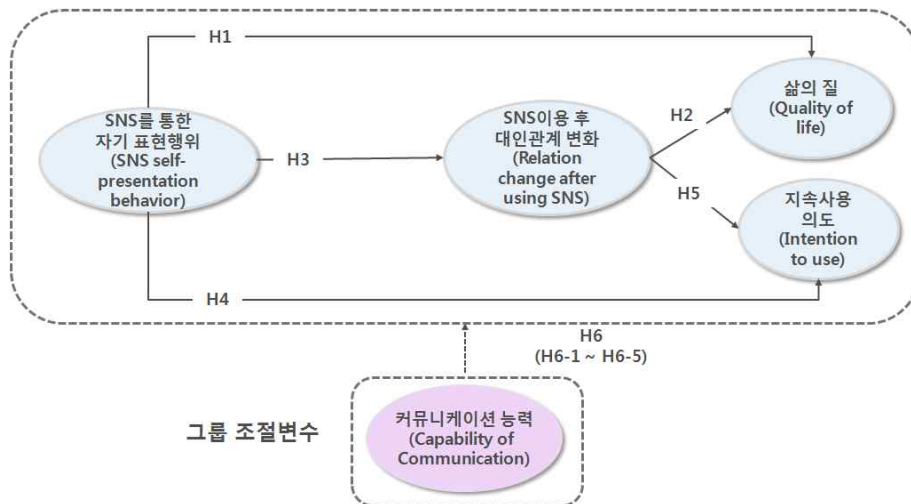 H1
삶의 질
(Quality of
life)
SNS를 통한
자기 표현행위
(SNS self-
presentation
behavior)
H3
SNS이용 후
대인관계 변화
(Relation
change after
using SNS)
H2
H5
지속사용
의도
(Intention
to use)
H4
H6
(H6-1 ~ H6-5)
그룹 조절변수
커뮤니케이션 능력
(Capability of
Communication)